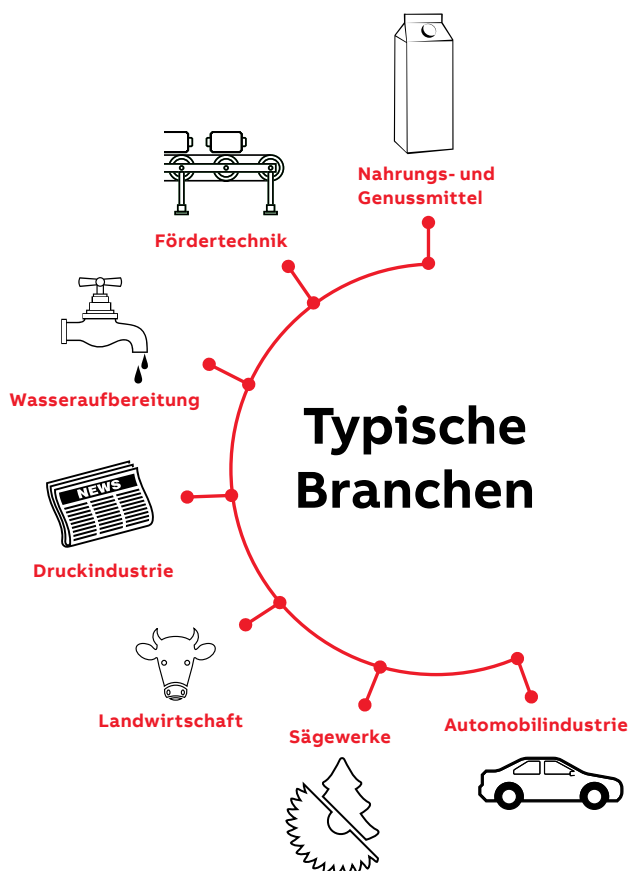 Nahrungs- und
Genussmittel
Fördertechnik
Wasseraufbereitung
Typische
Branchen
NEWS
Druckindustrie
Landwirtschaft
Sägewerke
Automobilindustrie